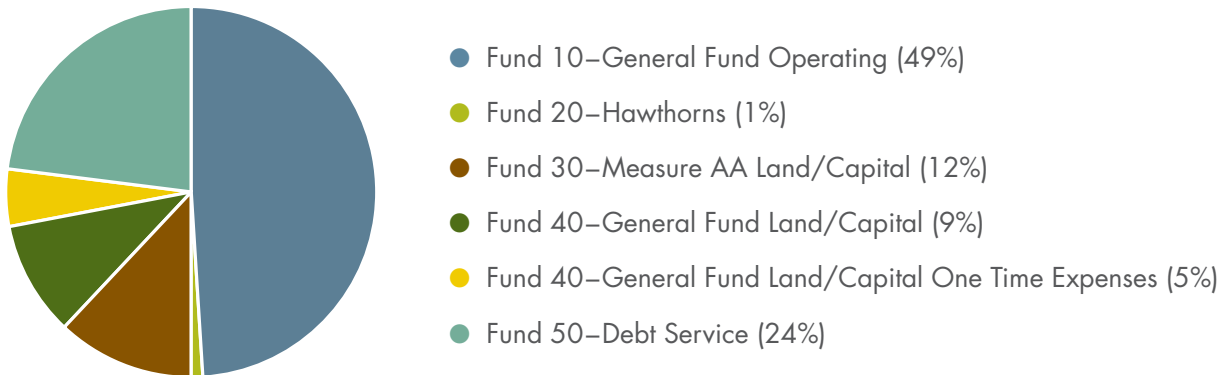 Fund 10–General Fund Operating (49%)
Fund 20–Hawthorns (1%)
Fund 30–Measure AA Land/Capital (12%)
Fund 40–General Fund Land/Capital (9%)
Fund 40–General Fund Land/Capital One Time Expenses (5%)
Fund 50–Debt Service (24%)